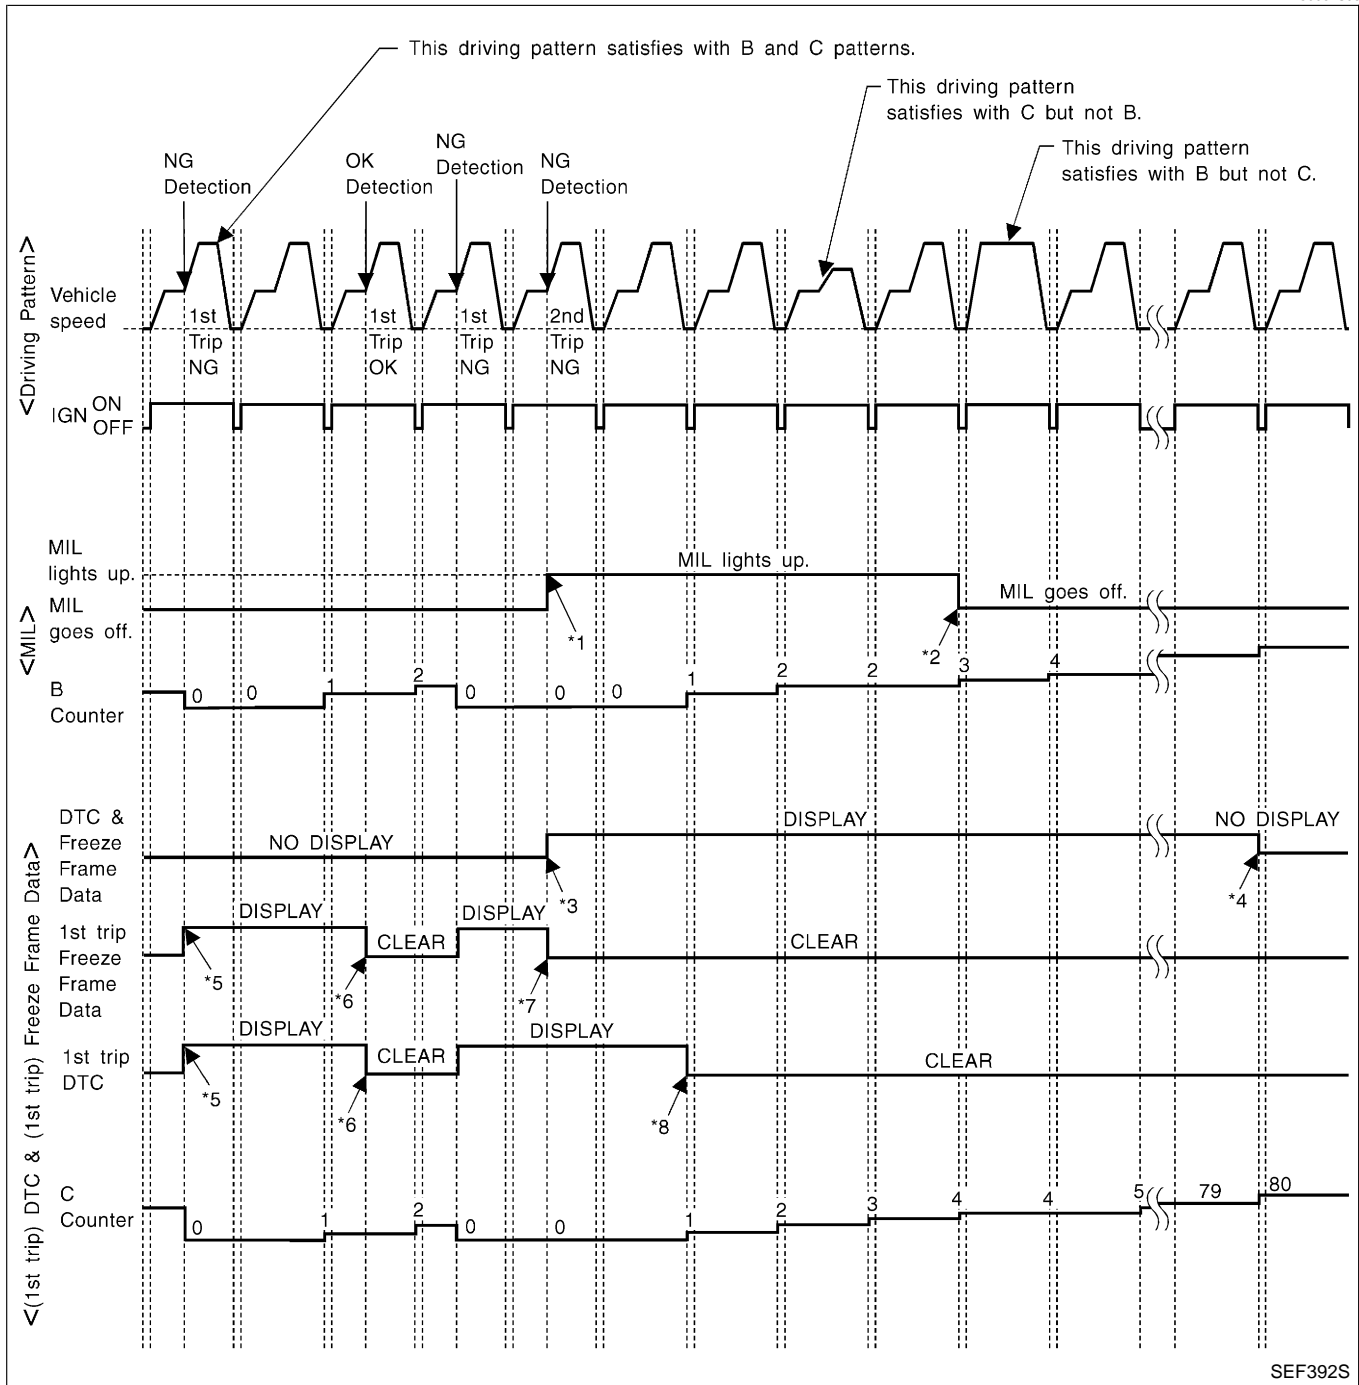 This driving pattern satisfies with B and C patterns.
This driving pattern
satisfies with C but not B.
This driving pattern
satisfies with B but not C.
NG
Detection
OK
Detection
NG
Detection
NG
Detection
<Driving Pattern>
Vehicle
speed
1st
Trip
NG
1st
Trip
OK
1st
Trip
NG
2nd
Trip
NG
IGN ON
OFF
<MIL>
MIL
lights up.
MIL
goes off.
MIL lights up.
MIL goes off.
*1
*2
B
Counter
0 0 1 2 0 0 0 1 2 2 3 4
<(1st trip) DTC & (1st trip) Freeze Frame Data>
DTC &
Freeze
Frame
Data
NO DISPLAY
DISPLAY
NO DISPLAY
*3
*4
1st trip
Freeze
Frame
Data
DISPLAY
CLEAR
DISPLAY
CLEAR
*5
*6
*7
1st trip
DTC
DISPLAY
CLEAR
DISPLAY
CLEAR
*5
*6
*8
C
Counter
0 1 2 0 0 1 2 3 4 4 5 79 80
SEF392S